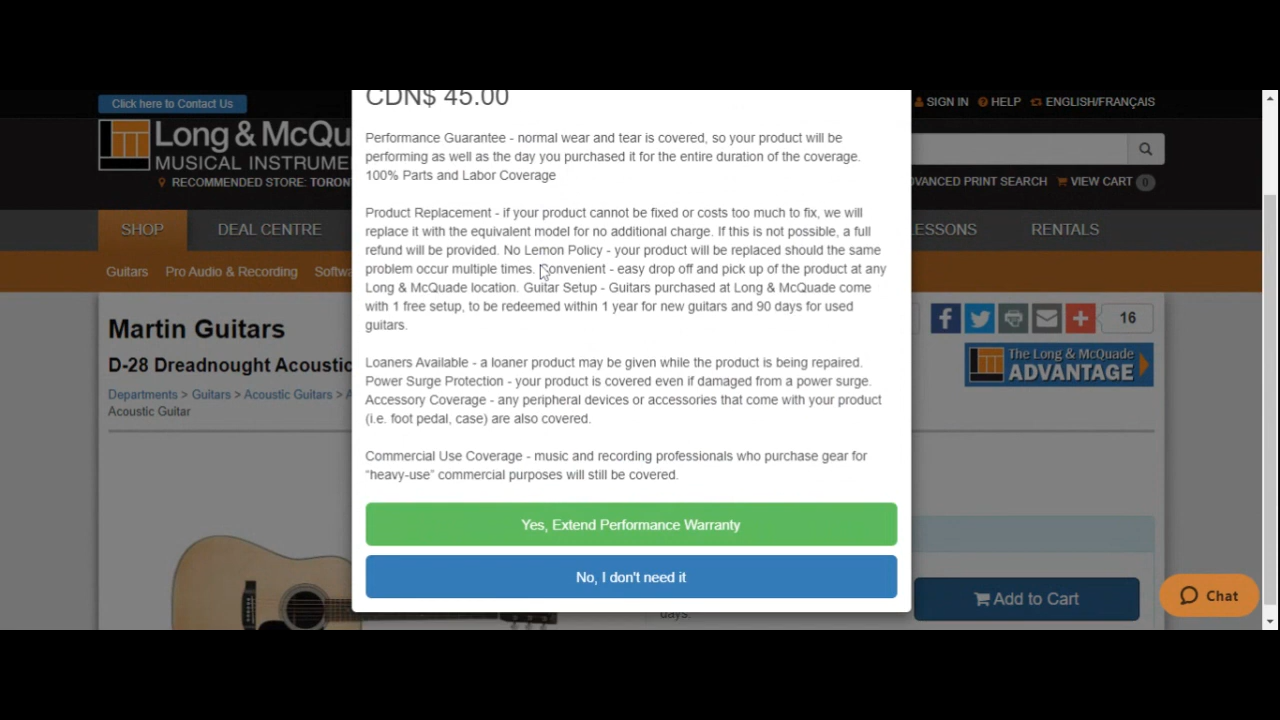 CDN$ 45.00
Click here to Contact Us
SIGN IN HELP ENGLISH/FRANÇAIS
Long & McQu
MUSICAL INSTRUME
RECOMMENDED STORE: TORON
DVANCED PRINT SEARCH VIEW CART 0
SHOP DEAL CENTRE LESSONS RENTALS
Guitars Pro Audio & Recording Softw
Performance Guarantee - normal wear and tear is covered, so your product will be
performing as well as the day you purchased it for the entire duration of the coverage.
100% Parts and Labor Coverage
Product Replacement - if your product cannot be fixed or costs too much to fix, we will
replace it with the equivalent model for no additional charge. If this is not possible, a full
refund will be provided. No Lemon Policy - your product will be replaced should the same
problem occur multiple times. Convenient - easy drop off and pick up of the product at any
Long & McQuade location. Guitar Setup - Guitars purchased at Long & McQuade come
with 1 free setup, to be redeemed within 1 year for new guitars and 90 days for used
guitars.
Loaners Available - a loaner product may be given while the product is being repaired.
Power Surge Protection - your product is covered even if damaged from a power surge.
Accessory Coverage - any peripheral devices or accessories that come with your product
(i.e. foot pedal, case) are also covered.
Commercial Use Coverage - music and recording professionals who purchase gear for
“heavy-use” commercial purposes will still be covered.
Yes, Extend Performance Warranty
No, I don't need it
Martin Guitars
D-28 Dreadnought Acoustic
Departments > Guitars > Acoustic Guitars > A
Acoustic Guitar
16
The Long & McQuade
ADVANTAGE
Add to Cart
days.
Chat